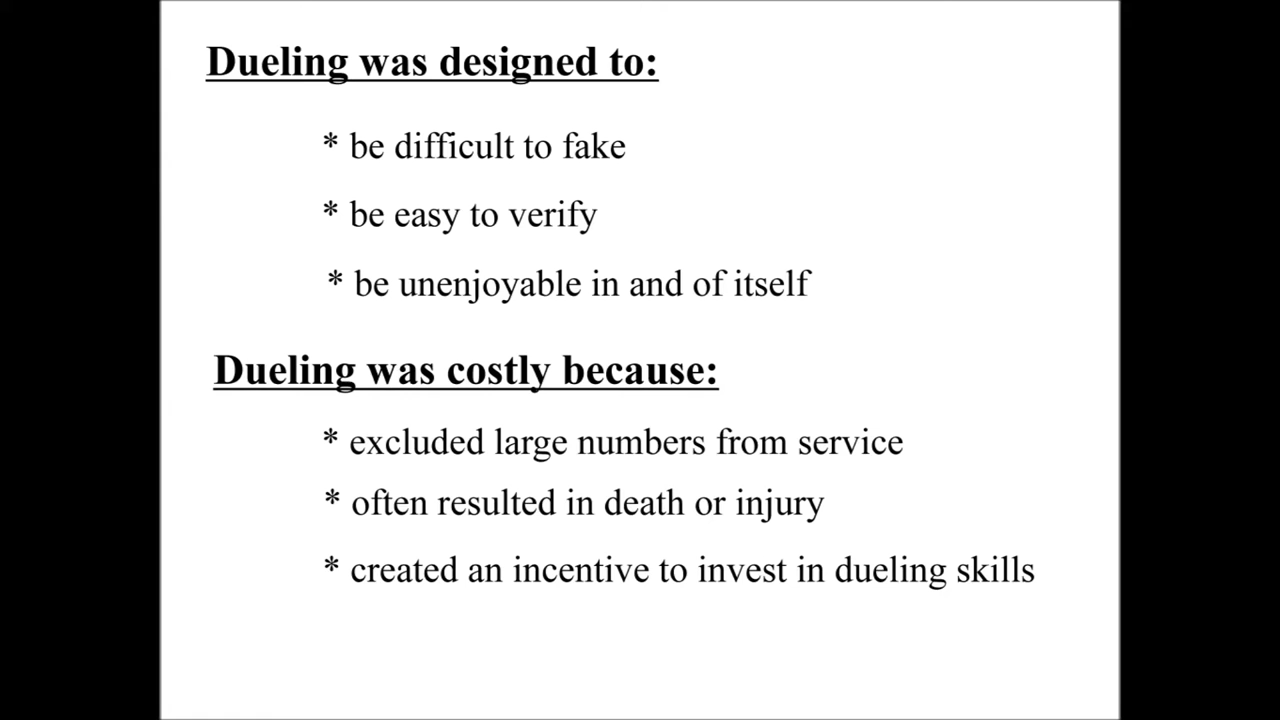 Dueling was designed to:
* be difficult to fake
* be easy to verify
* be unenjoyable in and of itself
Dueling was costly because:
* excluded large numbers from service
* often resulted in death or injury
* created an incentive to invest in dueling skills